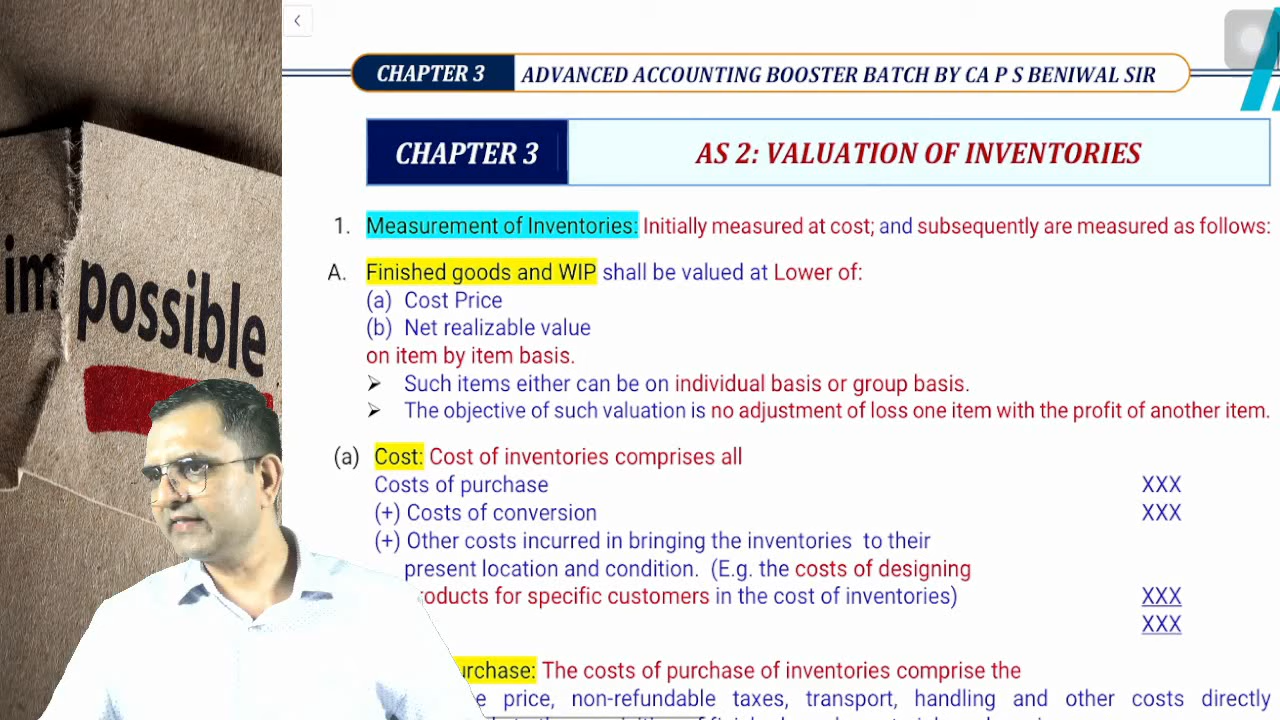 impossible
CHAPTER 3 ADVANCED ACCOUNTING BOOSTER BATCH BY CA P S BENIWAL SIR
CHAPTER 3 AS 2: VALUATION OF INVENTORIES
1. Measurement of Inventories: Initially measured at cost; and subsequently are measured as follows:
A. Finished goods and WIP shall be valued at Lower of:
(a) Cost Price
(b) Net realizable value
on item by item basis.
➢ Such items either can be on individual basis or group basis.
➢ The objective of such valuation is no adjustment of loss one item with the profit of another item.
(a) Cost: Cost of inventories comprises all
Costs of purchase XXX
(+) Costs of conversion XXX
(+) Other costs incurred in bringing the inventories to their
present location and condition. (E.g. the costs of designing
products for specific customers in the cost of inventories) XXX
XXX
urchase: The costs of purchase of inventories comprise the
e price, non-refundable taxes, transport, handling and other costs directly